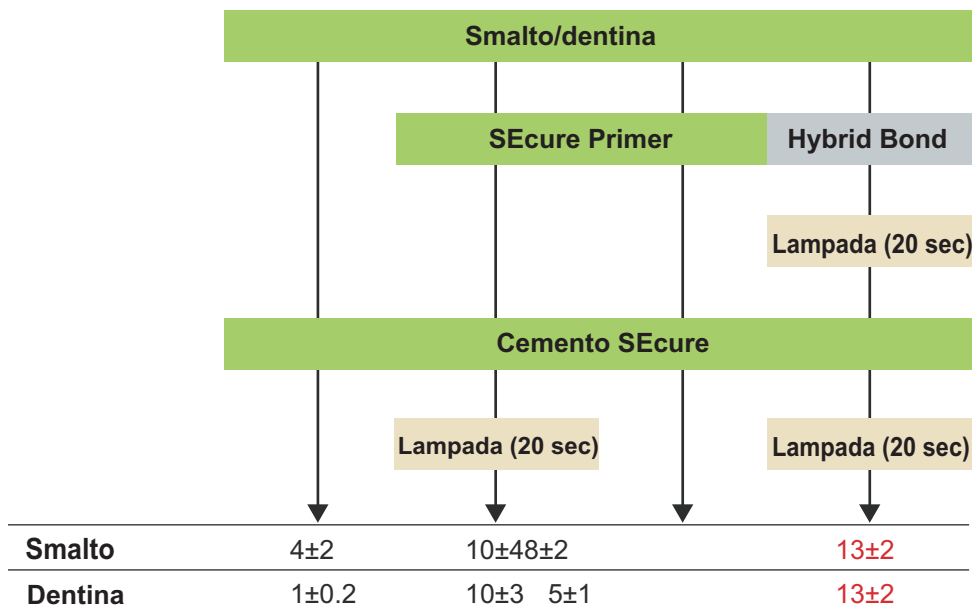 Smalto/dentina
SEcure Primer Hybrid Bond
Lampada (20 sec)
Cemento SEcure
Lampada (20 sec) Lampada (20 sec)
Smalto 4±2 10±48±2 13±2
Dentina 1±0.2 10±3 5±1 13±2